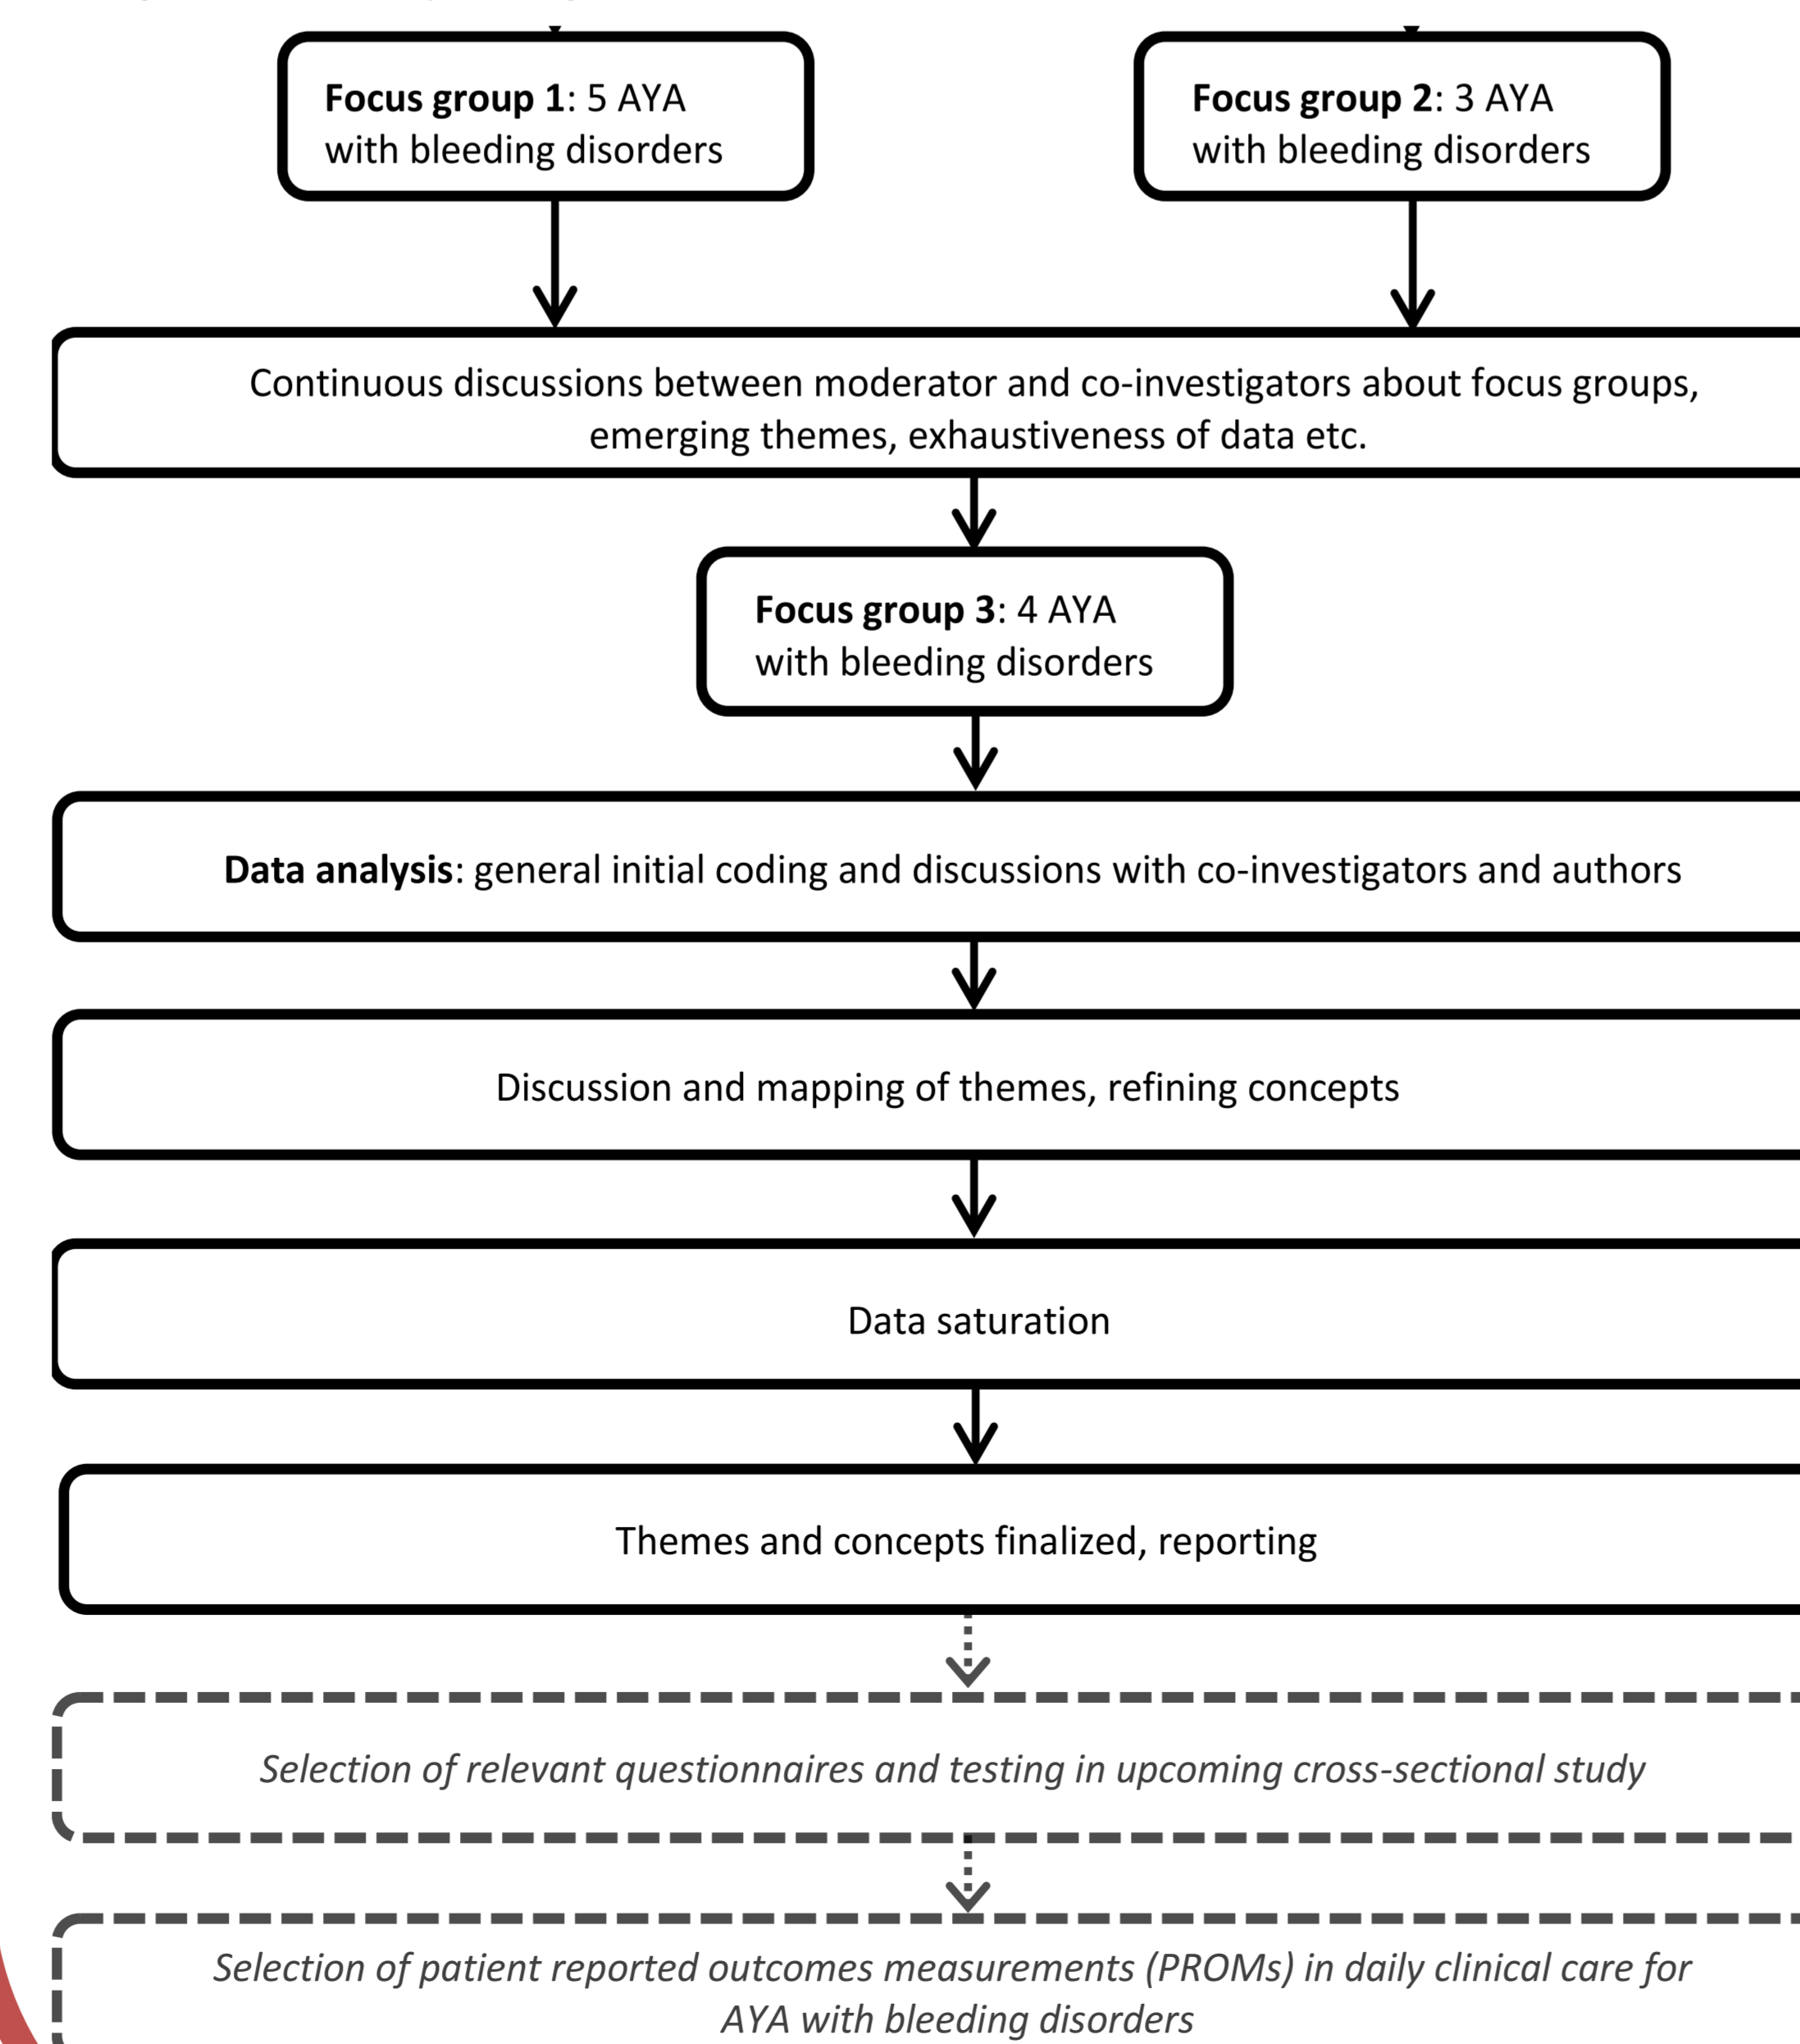 Focus group 1: 5 AYA
with bleeding disorders
Focus group 2: 3 AYA
with bleeding disorders
Continuous discussions between moderator and co-investigators about focus groups,
emerging themes, exhaustiveness of data etc.
Focus group 3: 4 AYA
with bleeding disorders
Data analysis: general initial coding and discussions with co-investigators and authors
Discussion and mapping of themes, refining concepts
Data saturation
Themes and concepts finalized, reporting
Selection of relevant questionnaires and testing in upcoming cross-sectional study
Selection of patient reported outcomes measurements (PROMs) in daily clinical care for
AYA with bleeding disorders